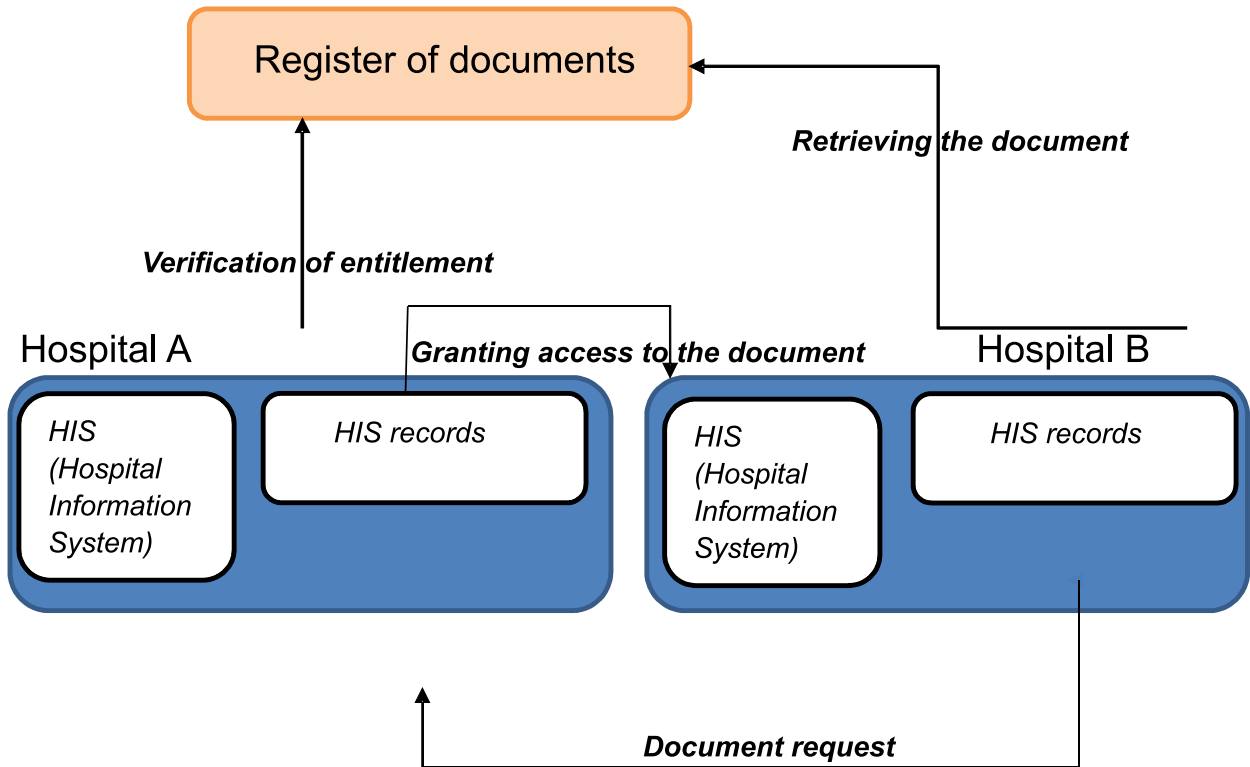 Register of documents
Retrieving the document
Verification of entitlement
Hospital A
Granting access to the document
Hospital B
HIS
(Hospital
Information
System)
HIS records
HIS
(Hospital
Information
System)
HIS records
Document request